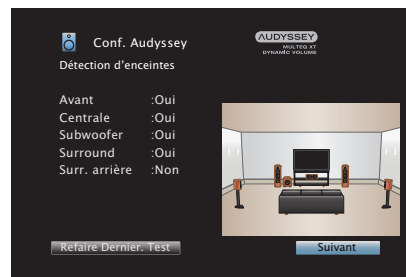 Conf. Audyssey
AUDYSSEY
MULTEQ XT
DYNAMIC VOLUME
Détection d'enceintes
Avant :Oui
Centrale :Oui
Subwoofer :Oui
Surround :Oui
Surr. arrière :Non
Refaire Dernier. Test
Suivant